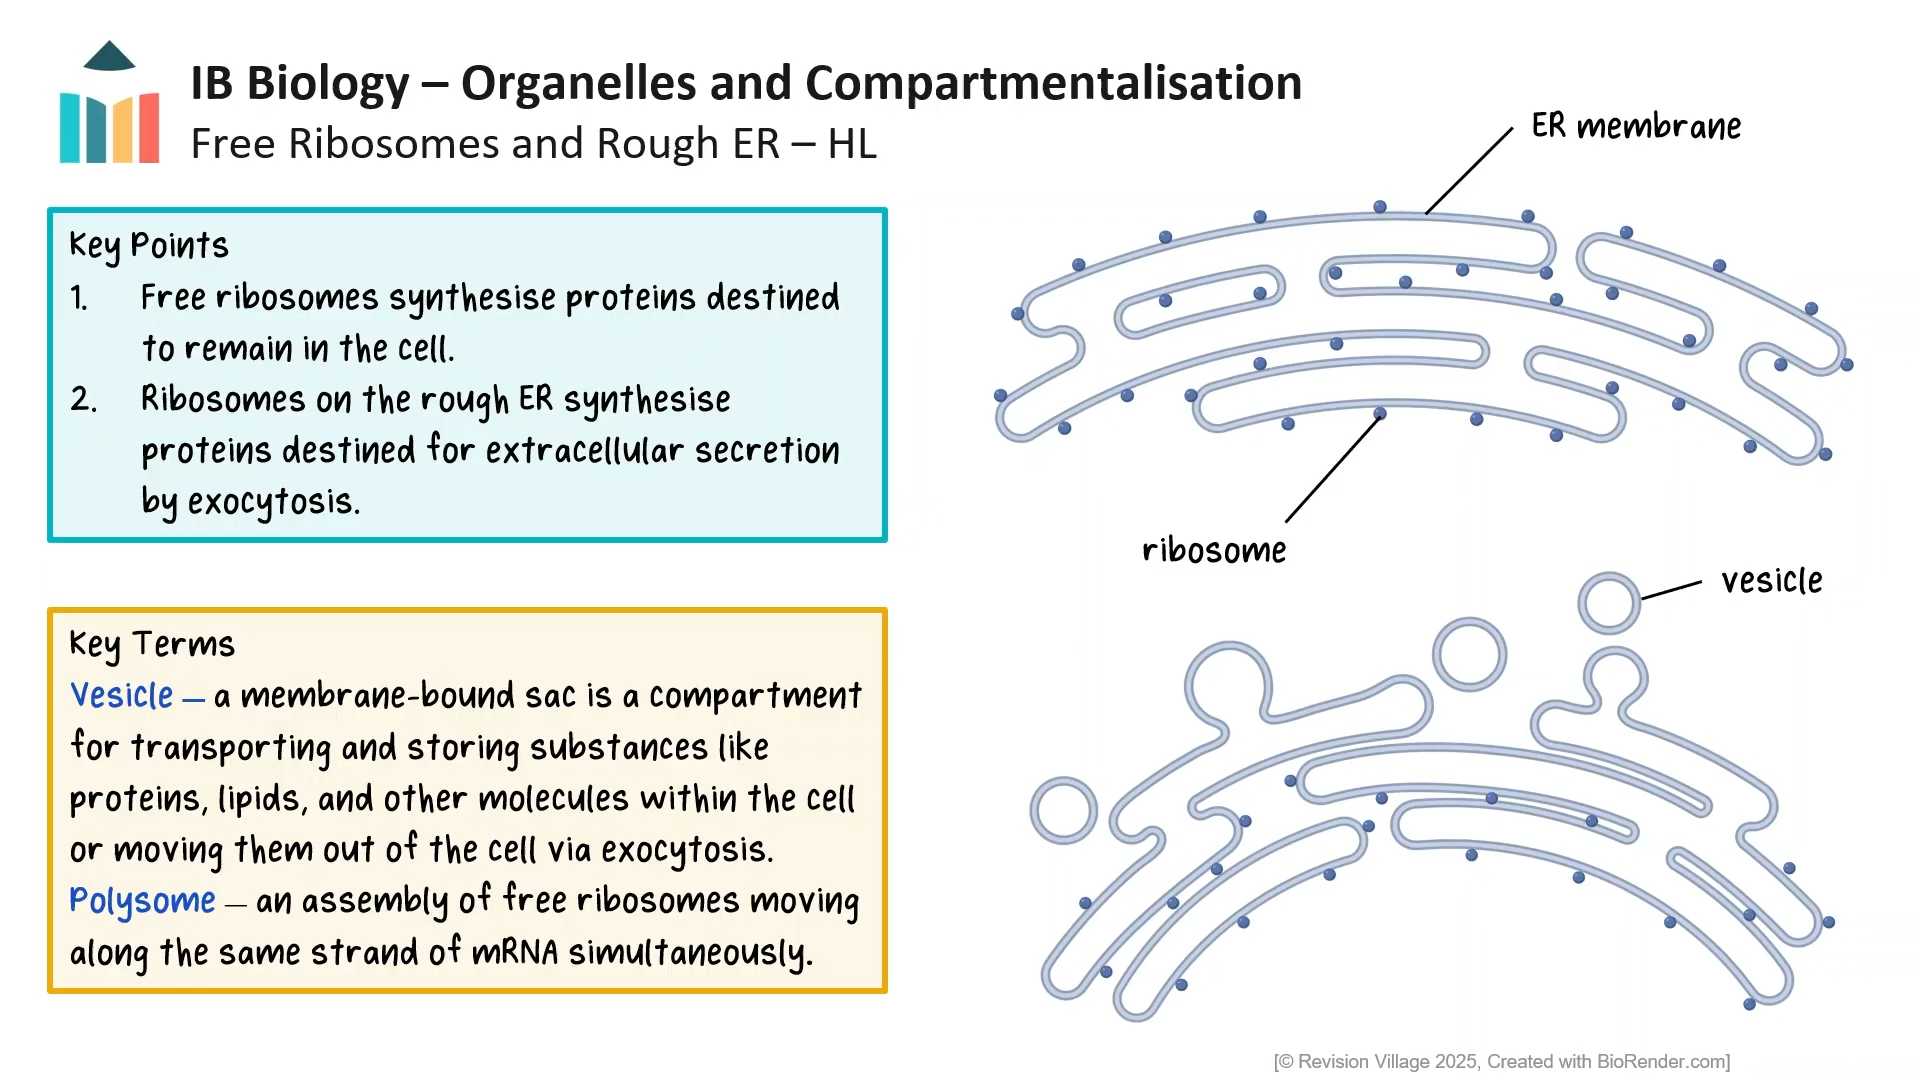 IB Biology – Organelles and Compartmentalisation
Free Ribosomes and Rough ER – HL
Key Points
1. Free ribosomes synthesise proteins destined
to remain in the cell.
2. Ribosomes on the rough ER synthesise
proteins destined for extracellular secretion
by exocytosis.
Key Terms
Vesicle – a membrane-bound sac is a compartment
for transporting and storing substances like
proteins, lipids, and other molecules within the cell
or moving them out of the cell via exocytosis.
Polysome – an assembly of free ribosomes moving
along the same strand of mRNA simultaneously.
ER membrane
ribosome
vesicle
[© Revision Village 2025, Created with BioRender.com]